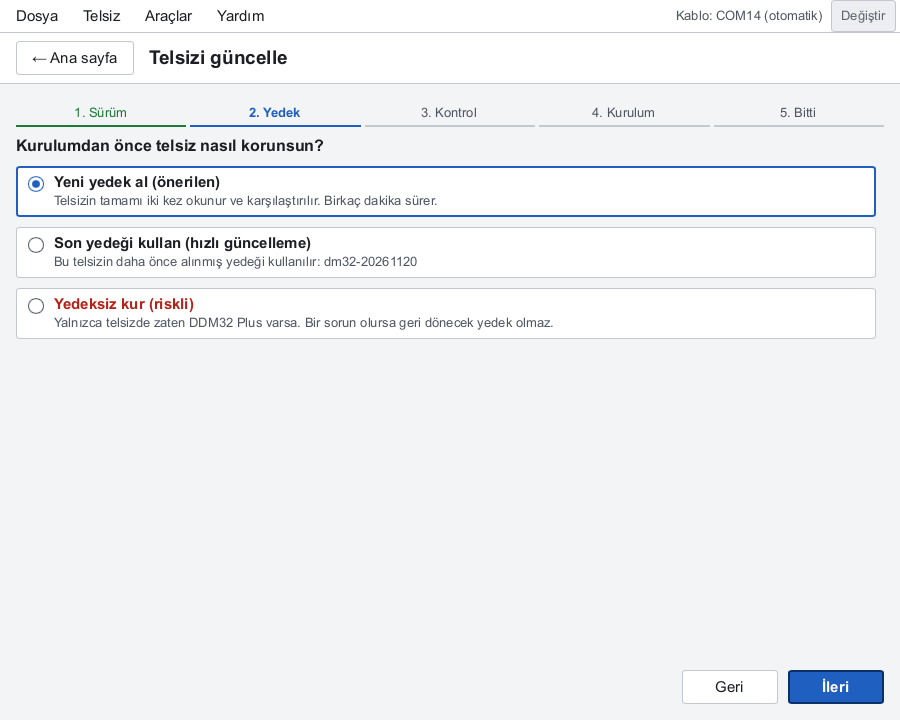 Dosya Telsiz Araçlar Yardım Kablo: COM14 (otomatik) Değiştir
← Ana sayfa Telsizi güncelle
1. Sürüm 2. Yedek 3. Kontrol 4. Kurulum 5. Bitti
Kurulumdan önce telsiz nasıl korunsun?
Yeni yedek al (önerilen)
Telsizin tamamı iki kez okunur ve karşılaştırılır. Birkaç dakika sürer.
Son yedeği kullan (hızlı güncelleme)
Bu telsizin daha önce alınmış yedeği kullanılır: dm32-20261120
Yedeksiz kur (riskli)
Yalnızca telsizde zaten DDM32 Plus varsa. Bir sorun olursa geri dönecek yedek olmaz.
Geri İleri